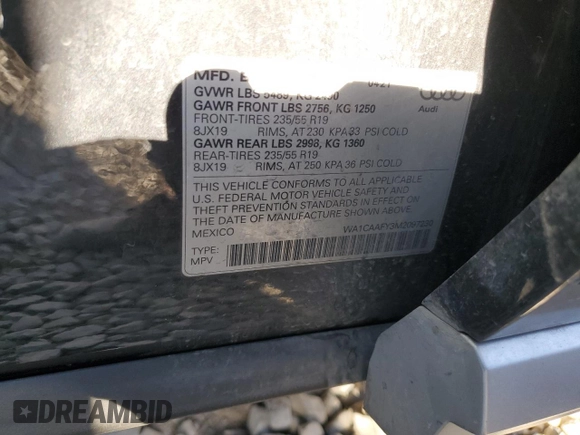 MFD.
04/21
GVWR LBS 5489, KG 2490
GAWR FRONT LBS 2756, KG 1250
Audi
FRONT-TIRES 235/55 R19
8JX19 RIMS, AT 230 KPA 33 PSI COLD
GAWR REAR LBS 2998, KG 1360
REAR-TIRES 235/55 R19
8JX19 RIMS, AT 250 KPA 36 PSI COLD
THIS VEHICLE CONFORMS TO ALL APPLICABLE
U.S. FEDERAL MOTOR VEHICLE SAFETY AND
THEFT PREVENTION STANDARDS IN EFFECT ON
THE DATE OF MANUFACTURE SHOWN ABOVE.
MEXICO
TYPE:
MPV
DREAMBID